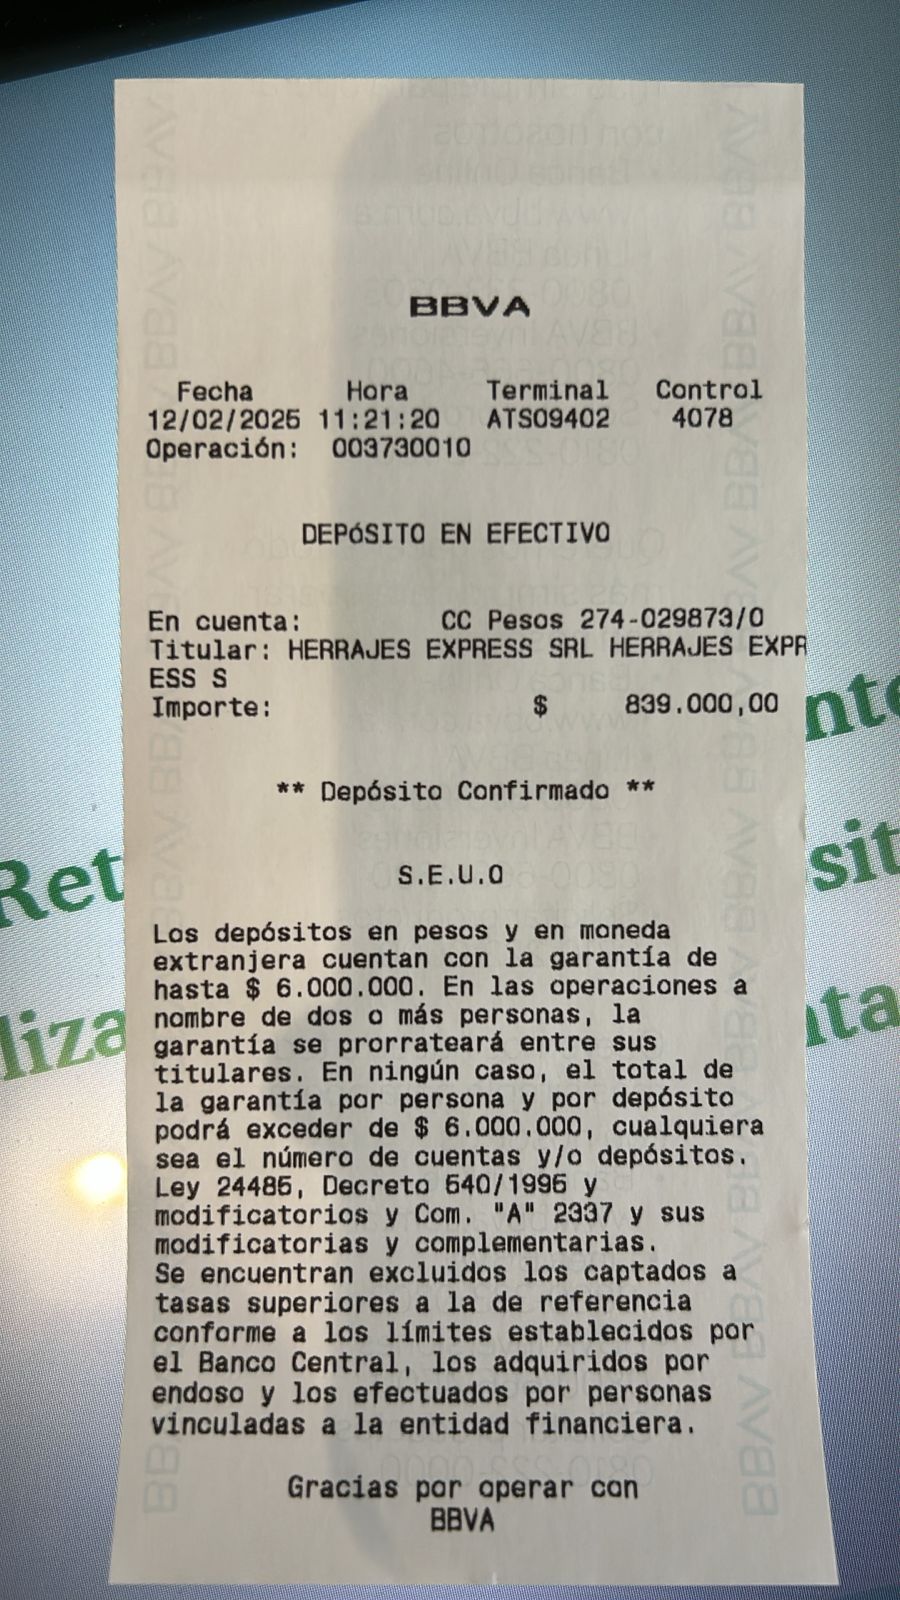 BBVA
Fecha Hora Terminal Control
12/02/2025 11:21:20 ATS09402 4078
Operación: 003730010
DEPóSITO EN EFECTIVO
En cuenta: CC Pesos 274-029873/0
Titular: HERRAJES EXPRESS SRL HERRAJES EXPR
ESS S
Importe: $ 839.000,00
** Depósito Confirmado **
S.E.U.O
Los depósitos en pesos y en moneda
extranjera cuentan con la garantía de
hasta $ 6.000.000. En las operaciones a
nombre de dos o más personas, la
garantía se prorrateará entre sus
titulares. En ningún caso, el total de
la garantía por persona y por depósito
podrá exceder de $ 6.000.000, cualquiera
sea el número de cuentas y/o depósitos.
Ley 24485, Decreto 540/1995 y
modificatorios y Com. "A" 2337 y sus
modificatorias y complementarias.
Se encuentran excluidos los captados a
tasas superiores a la de referencia
conforme a los límites establecidos por
el Banco Central, los adquiridos por
endoso y los efectuados por personas
vinculadas a la entidad financiera.
Gracias por operar con
BBVA